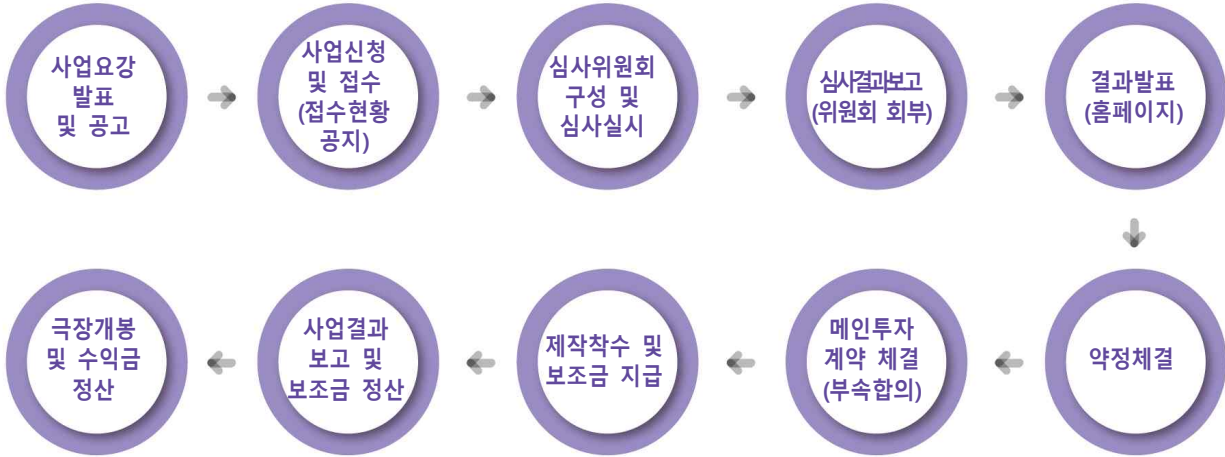 사업요강
발표
및 공고
사업신청
및 접수
(접수현황
공지)
심사위원회
구성 및
심사실시
심사결과보고
(위원회 회부)
결과발표
(홈페이지)
약정체결
메인투자
계약 체결
(부속합의)
제작착수 및
보조금 지급
사업결과
보고 및
보조금 정산
극장개봉
및 수익금
정산